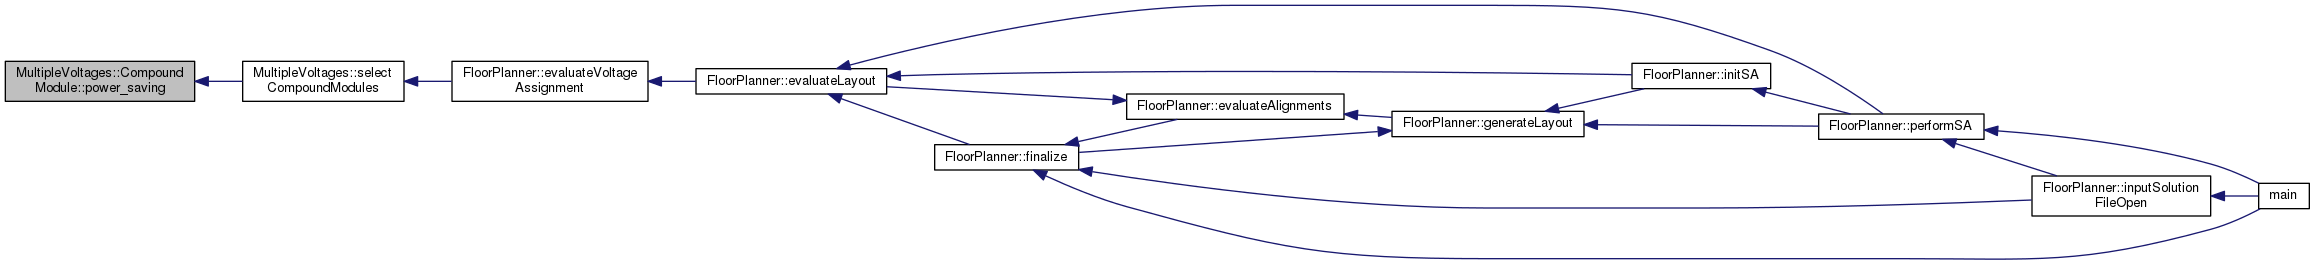 MultipleVoltages::Compound
Module::power_saving
MultipleVoltages::select
CompoundModules
FloorPlanner::evaluateVoltage
Assignment
FloorPlanner::evaluateLayout
FloorPlanner::finalize
FloorPlanner::evaluateAlignments
FloorPlanner::generateLayout
FloorPlanner::initSA
FloorPlanner::performSA
FloorPlanner::inputSolution
FileOpen
main